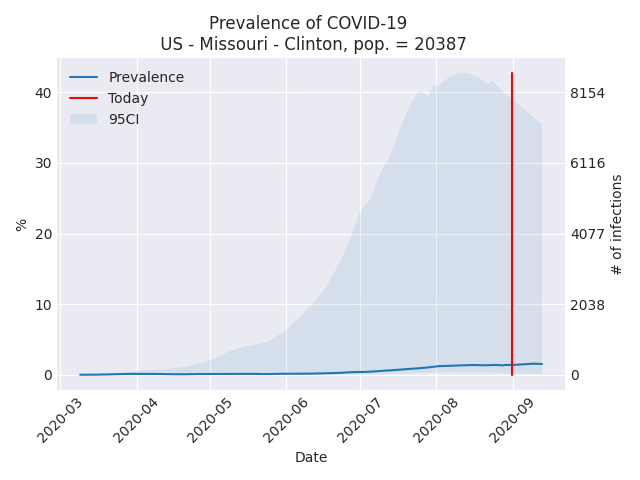 Prevalence of COVID-19
US - Missouri - Clinton, pop. = 20387
Prevalence
Today
95CI
40
30
20
10
0
%
8154
6116
4077
2038
0
# of infections
2020-03
2020-04
2020-05
2020-06
2020-07
2020-08
2020-09
Date